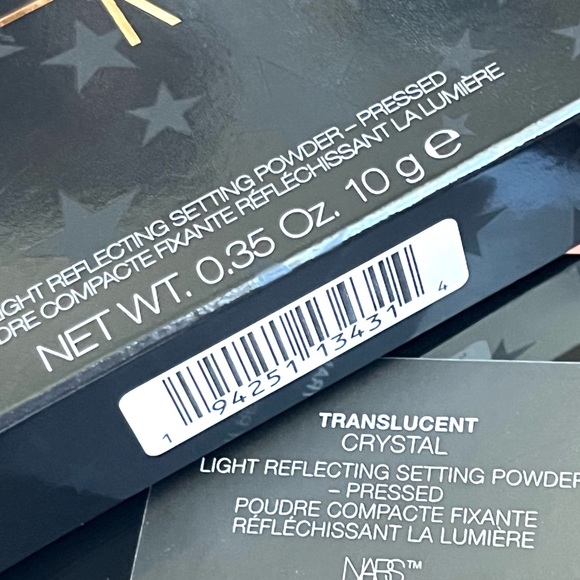 LIGHT REFLECTING SETTING POWDER – PRESSED
POUDRE COMPACTE FIXANTE RÉFLÉCHISSANT LA LUMIÈRE
NET WT. 0.35 Oz. 10 g e
1 94251 13431 4
TRANSLUCENT
CRYSTAL
LIGHT REFLECTING SETTING POWDER
– PRESSED
POUDRE COMPACTE FIXANTE
RÉFLÉCHISSANT LA LUMIÈRE
NARS™